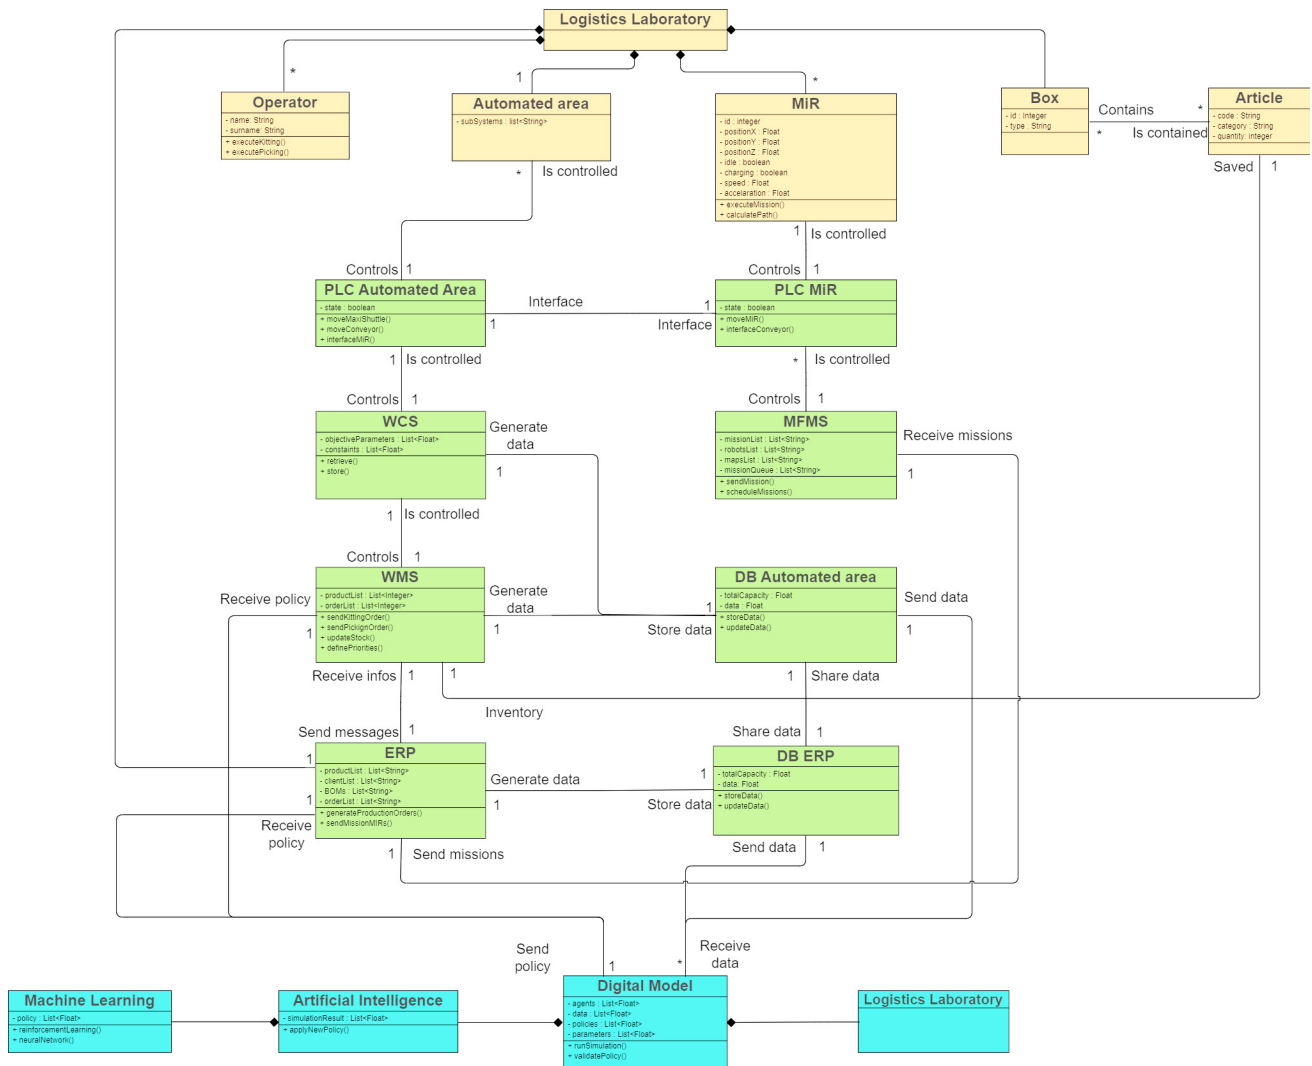 Logistics Laboratory
*
1
*
Operator
- name: String
- surname: String
+ executeKitting()
+ executePicking()
Automated area
- subSystems : list<String>
MiR
- id : integer
- positionX : Float
- positionY : Float
- positionZ : Float
- idle : boolean
- charging : boolean
- speed : Float
- accelaration : Float
+ executeMission()
+ calculatePath()
Box
- id : Integer
- type : String
Contains
*
*
Is contained
Article
- code : String
- category : String
- quantity: integer
Saved
1
*
Is controlled
1
Is controlled
Controls
1
Controls
1
PLC Automated Area
- state : boolean
+ moveMaxiShuttle()
+ moveConveyor()
+ interfaceMiR()
Interface
1
1
Interface
PLC MiR
- state : boolean
+ moveMiR()
+ interfaceConveyor()
1
Is controlled
*
Is controlled
Controls
1
Controls
1
WCS
- objectiveParameters : List<Float>
- constaints : List<Float>
+ retrieve()
+ store()
Generate
data
1
MFMS
- missionList : List<String>
- robotsList : List<String>
- mapsList : List<String>
- missionQueue : List<String>
+ sendMission()
+ scheduleMissions()
Receive missions
1
1
Is controlled
Controls
1
Receive policy
1
WMS
- productList : List<Integer>
- orderList : List<Integer>
+ sendKittingOrder()
+ sendPickignOrder()
+ updateStock()
+ definePriorities()
Generate
data
1
1
Store data
DB Automated area
- totalCapacity : Float
- data : Float
+ storeData()
+ updateData()
Send data
1
Receive infos
1
1
Inventory
1
Share data
Send messages
1
Share data
1
1
1
Receive
policy
ERP
- productList : List<String>
- clientList : List<String>
- BOMs : List<String>
- orderList : List<String>
+ generateProductionOrders()
+ sendMissionMIRs()
Generate data
1
1
Store data
DB ERP
- totalCapacity : Float
- data: Float
+ storeData()
+ updateData()
1
Send missions
Send data
1
Send
policy
1
*
Receive
data
Machine Learning
- policy : List<Float>
+ reinforcementLearning()
+ neuralNetwork()
Artificial Intelligence
- simulationResult : List<Float>
+ applyNewPolicy()
Digital Model
- agents : List<Float>
- data : List<Float>
- policies : List<Float>
- parameters : List<Float>
+ runSimulation()
+ validatePolicy()
Logistics Laboratory